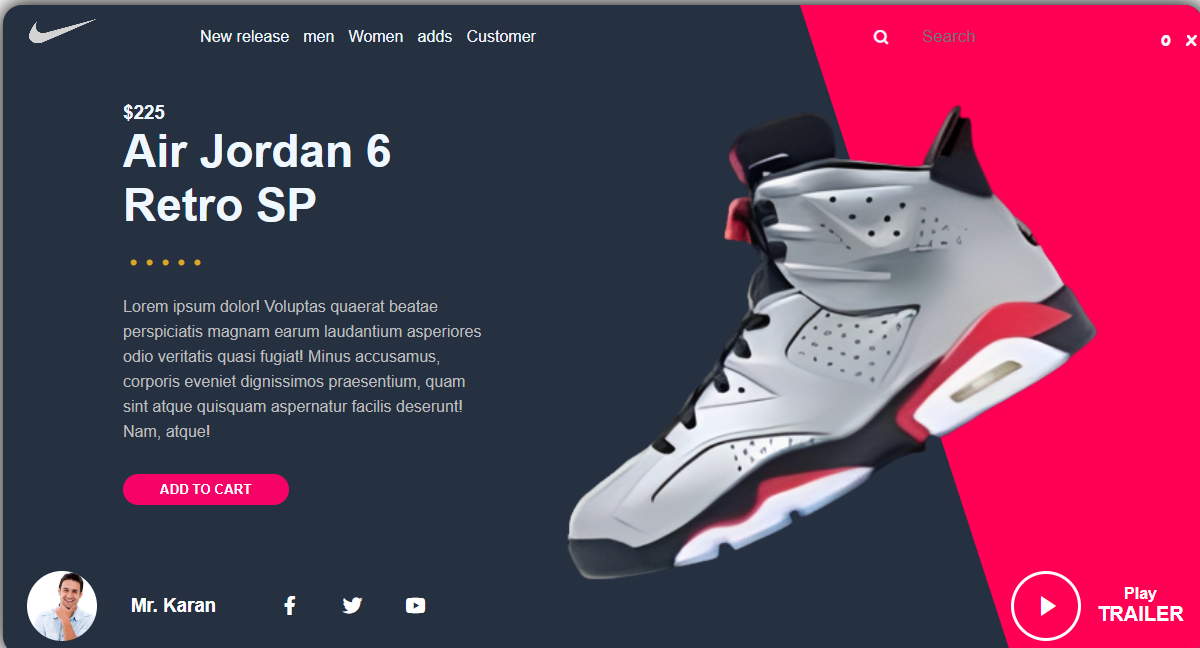 New release men Women adds Customer
Search
$225
Air Jordan 6
Retro SP
Lorem ipsum dolor! Voluptas quaerat beatae
perspiciatis magnam earum laudantium asperiores
odio veritatis quasi fugiat! Minus accusamus,
corporis eveniet dignissimos praesentium, quam
sint atque quisquam aspernatur facilis deserunt!
Nam, atque!
ADD TO CART
Mr. Karan
Play
TRAILER